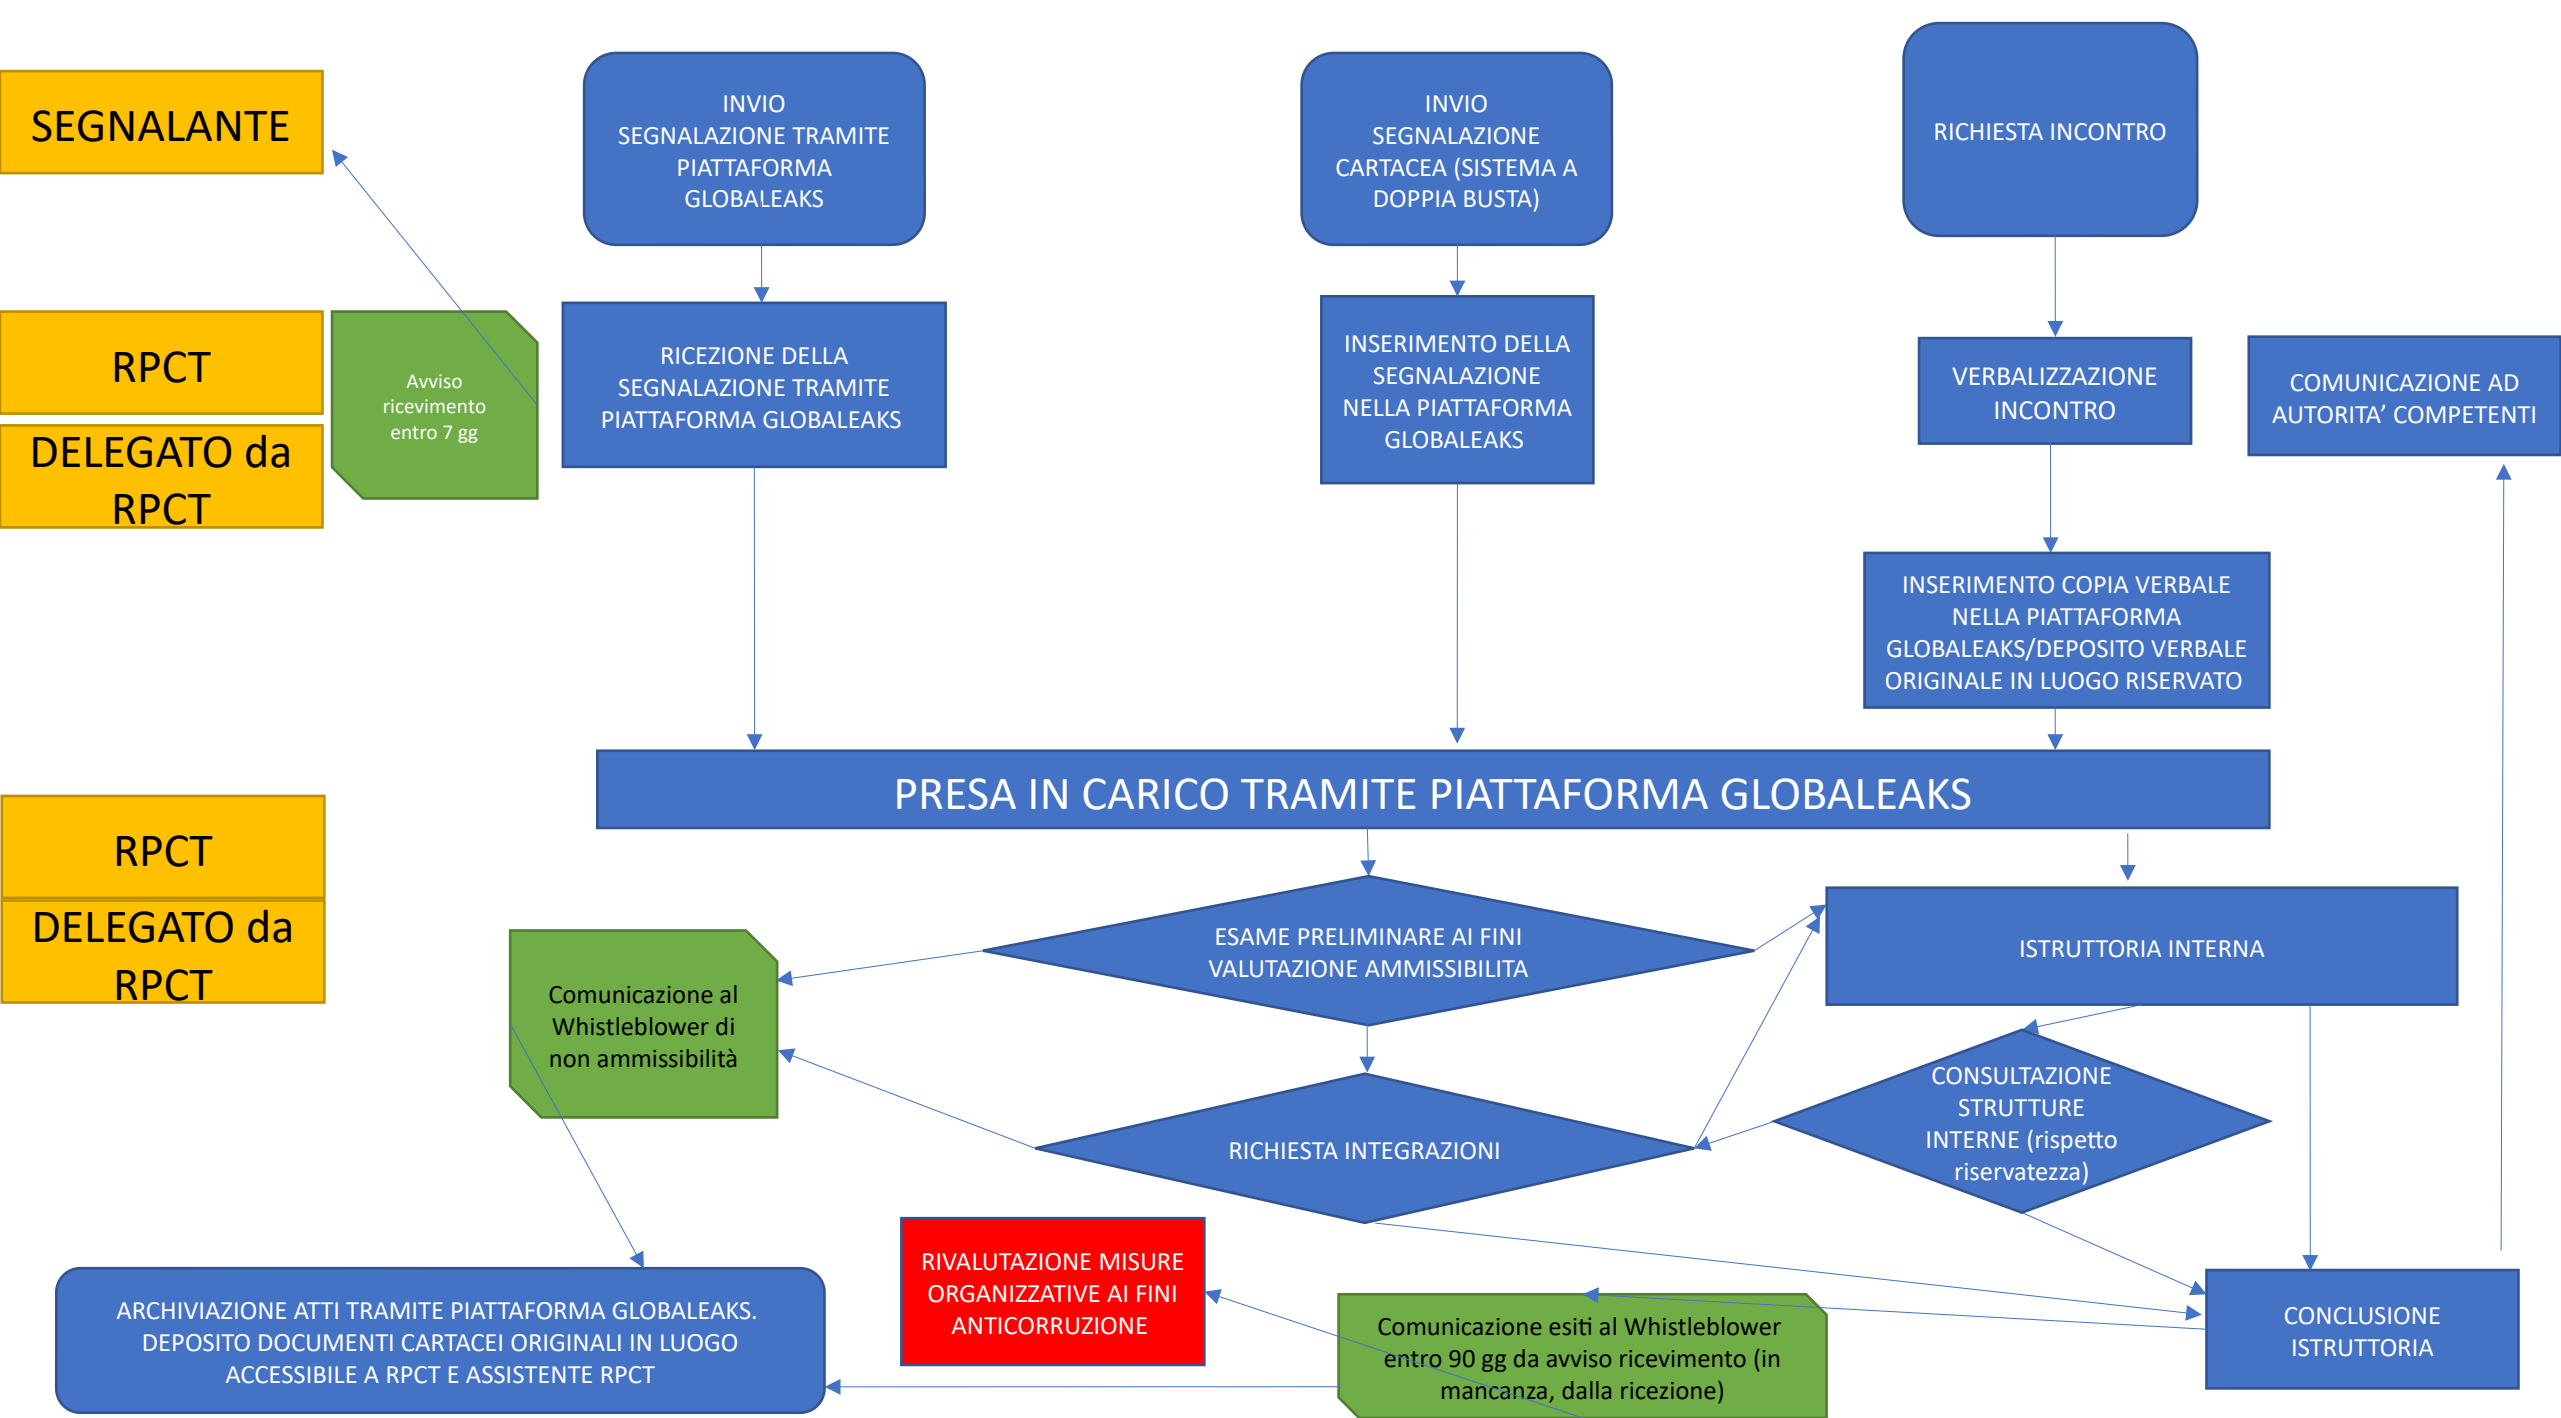 SEGNALANTE
INVIO
SEGNALAZIONE TRAMITE
PIATTAFORMA
GLOBALEAKS
INVIO
SEGNALAZIONE
CARTACEA (SISTEMA A
DOPPIA BUSTA)
RICHIESTA INCONTRO
RPCT
DELEGATO da
RPCT
Avviso
ricevimento
entro 7 gg
RICEZIONE DELLA
SEGNALAZIONE TRAMITE
PIATTAFORMA GLOBALEAKS
INSERIMENTO DELLA
SEGNALAZIONE
NELLA PIATTAFORMA
GLOBALEAKS
VERBALIZZAZIONE
INCONTRO
COMUNICAZIONE AD
AUTORITA’ COMPETENTI
INSERIMENTO COPIA VERBALE
NELLA PIATTAFORMA
GLOBALEAKS/DEPOSITO VERBALE
ORIGINALE IN LUOGO RISERVATO
PRESA IN CARICO TRAMITE PIATTAFORMA GLOBALEAKS
RPCT
DELEGATO da
RPCT
ESAME PRELIMINARE AI FINI
VALUTAZIONE AMMISSIBILITA
ISTRUTTORIA INTERNA
Comunicazione al
Whistleblower di
non ammissibilità
CONSULTAZIONE
STRUTTURE
INTERNE (rispetto
riservatezza)
RICHIESTA INTEGRAZIONI
RIVALUTAZIONE MISURE
ORGANIZZATIVE AI FINI
ANTICORRUZIONE
ARCHIVIAZIONE ATTI TRAMITE PIATTAFORMA GLOBALEAKS.
DEPOSITO DOCUMENTI CARTACEI ORIGINALI IN LUOGO
ACCESSIBILE A RPCT E ASSISTENTE RPCT
Comunicazione esiti al Whistleblower
entro 90 gg da avviso ricevimento (in
mancanza, dalla ricezione)
CONCLUSIONE
ISTRUTTORIA